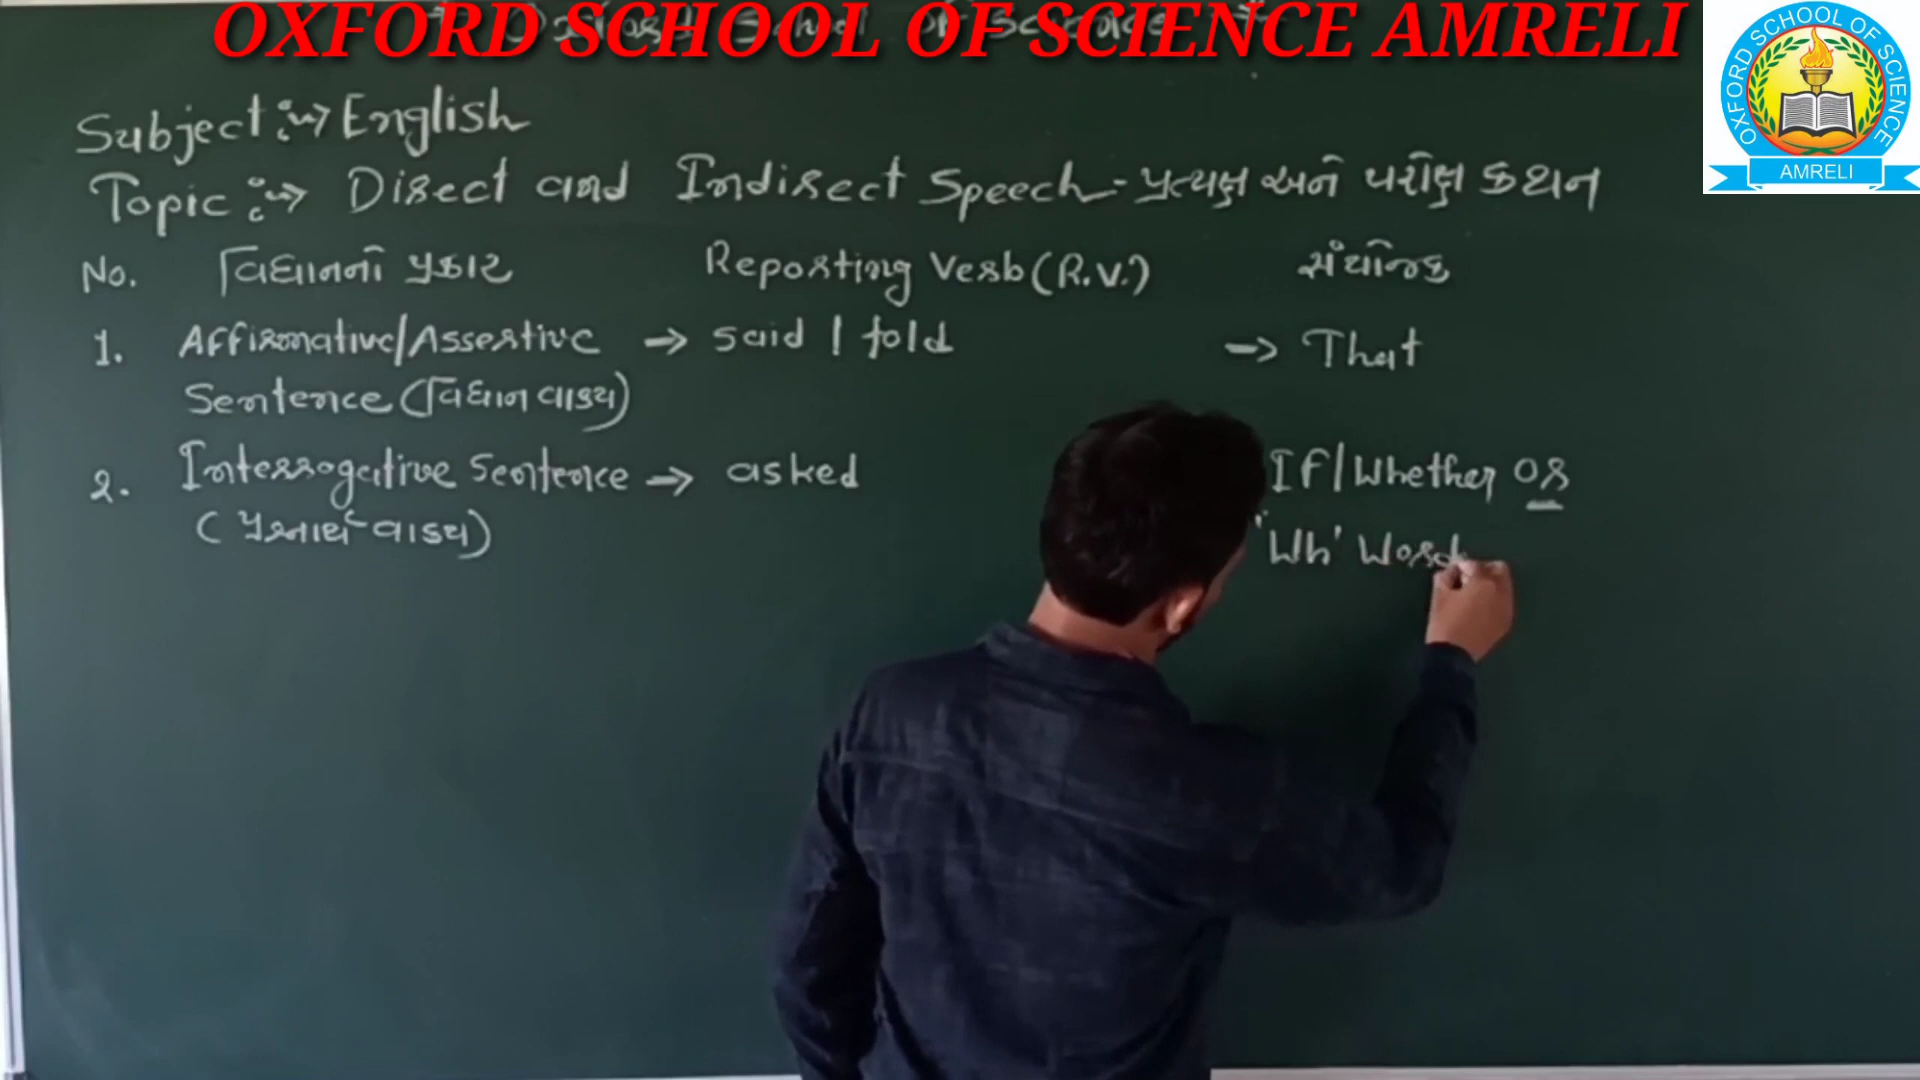 OXFORD SCHOOL OF SCIENCE AMRELI
OXFORD SCHOOL OF SCIENCE
AMRELI
Subject :→ English
Topic :→ Direct and Indirect Speech - પ્રત્યક્ષ અને પરોક્ષ કથન
No. વિધાનનો પ્રકાર Reporting Verb (R.V.) સંયોજક
1. Affirmative/Assertive → said | told → That
Sentence (વિધાન વાક્ય)
2. Interrogative Sentence → asked If/Whether or
(પ્રશ્નાર્થ વાક્ય) 'Wh' Word